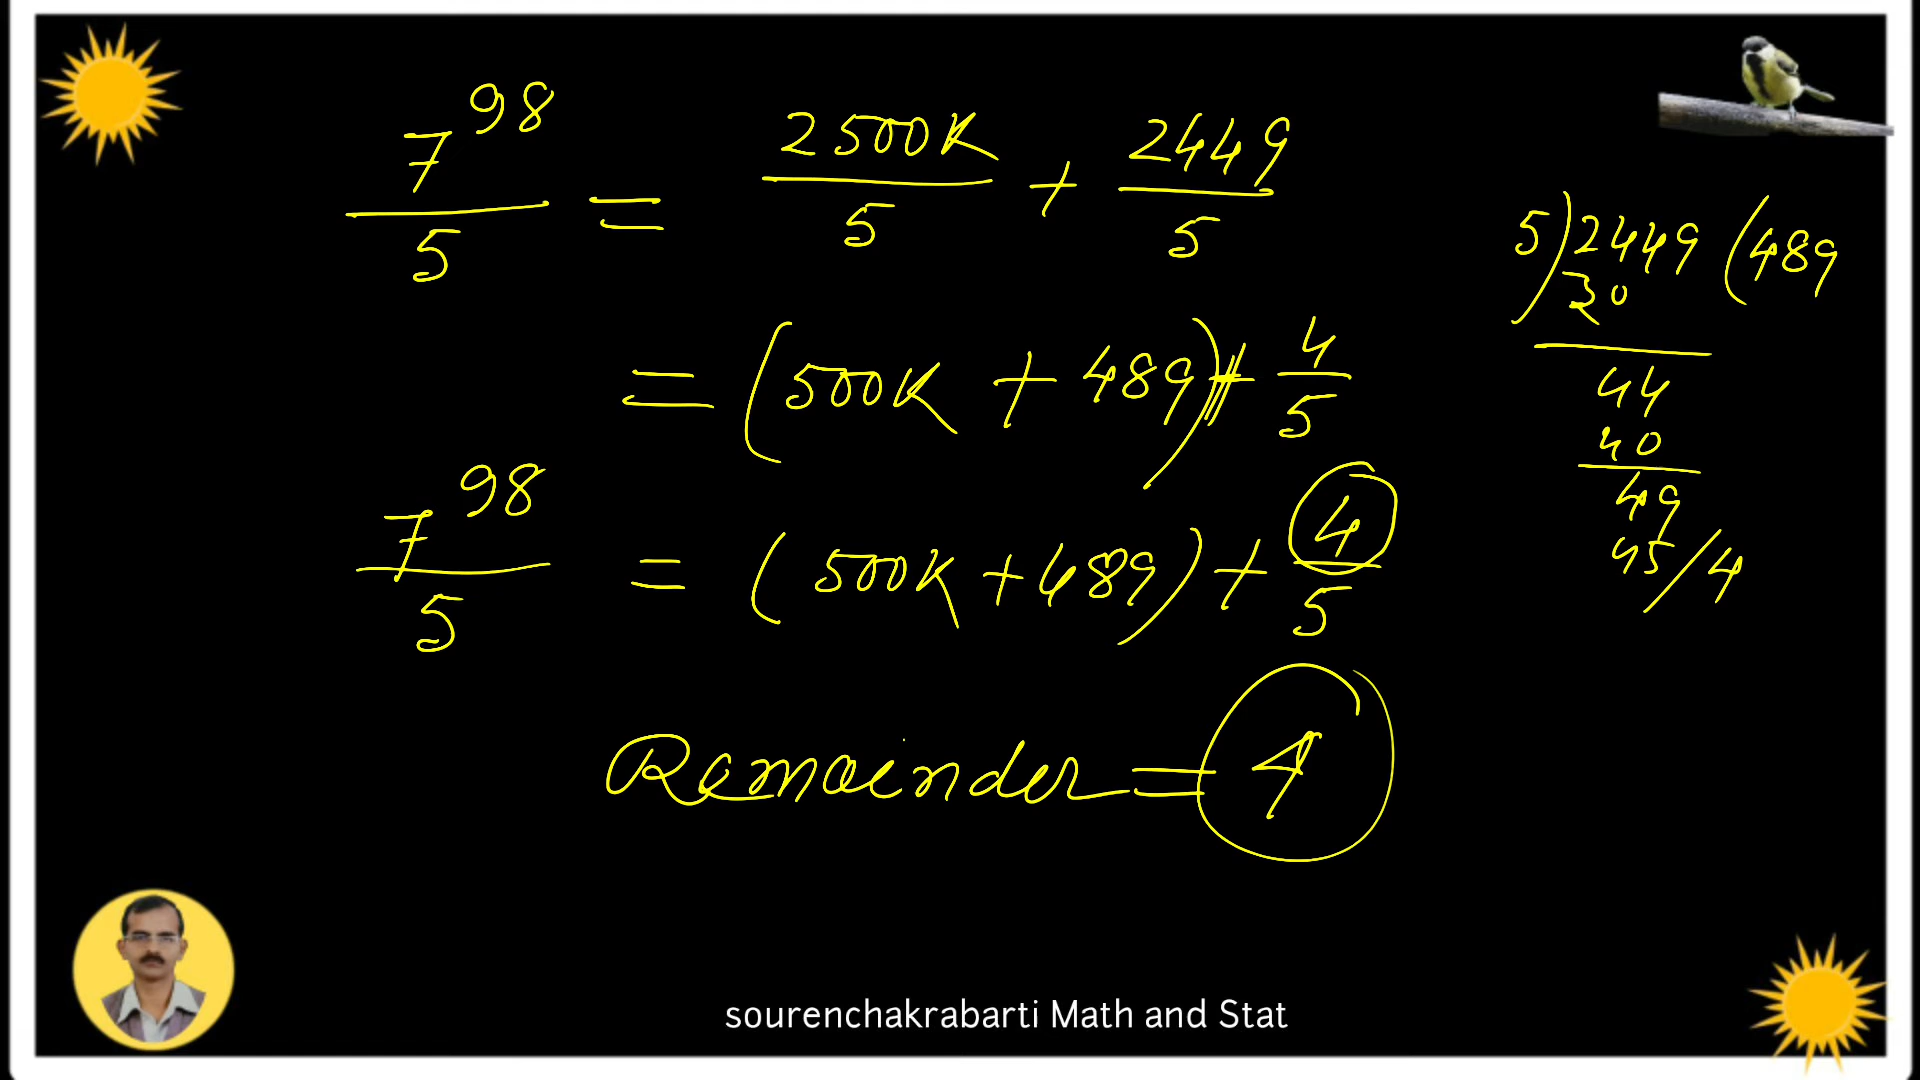 7^98/5 = 2500K/5 + 2449/5
= (500K + 489) + 4/5
7^98/5 = (500K + 489) + 4/5
Remainder = 4
5)2449(489
20
44
40
49
45/4
sourenchakrabarti Math and Stat